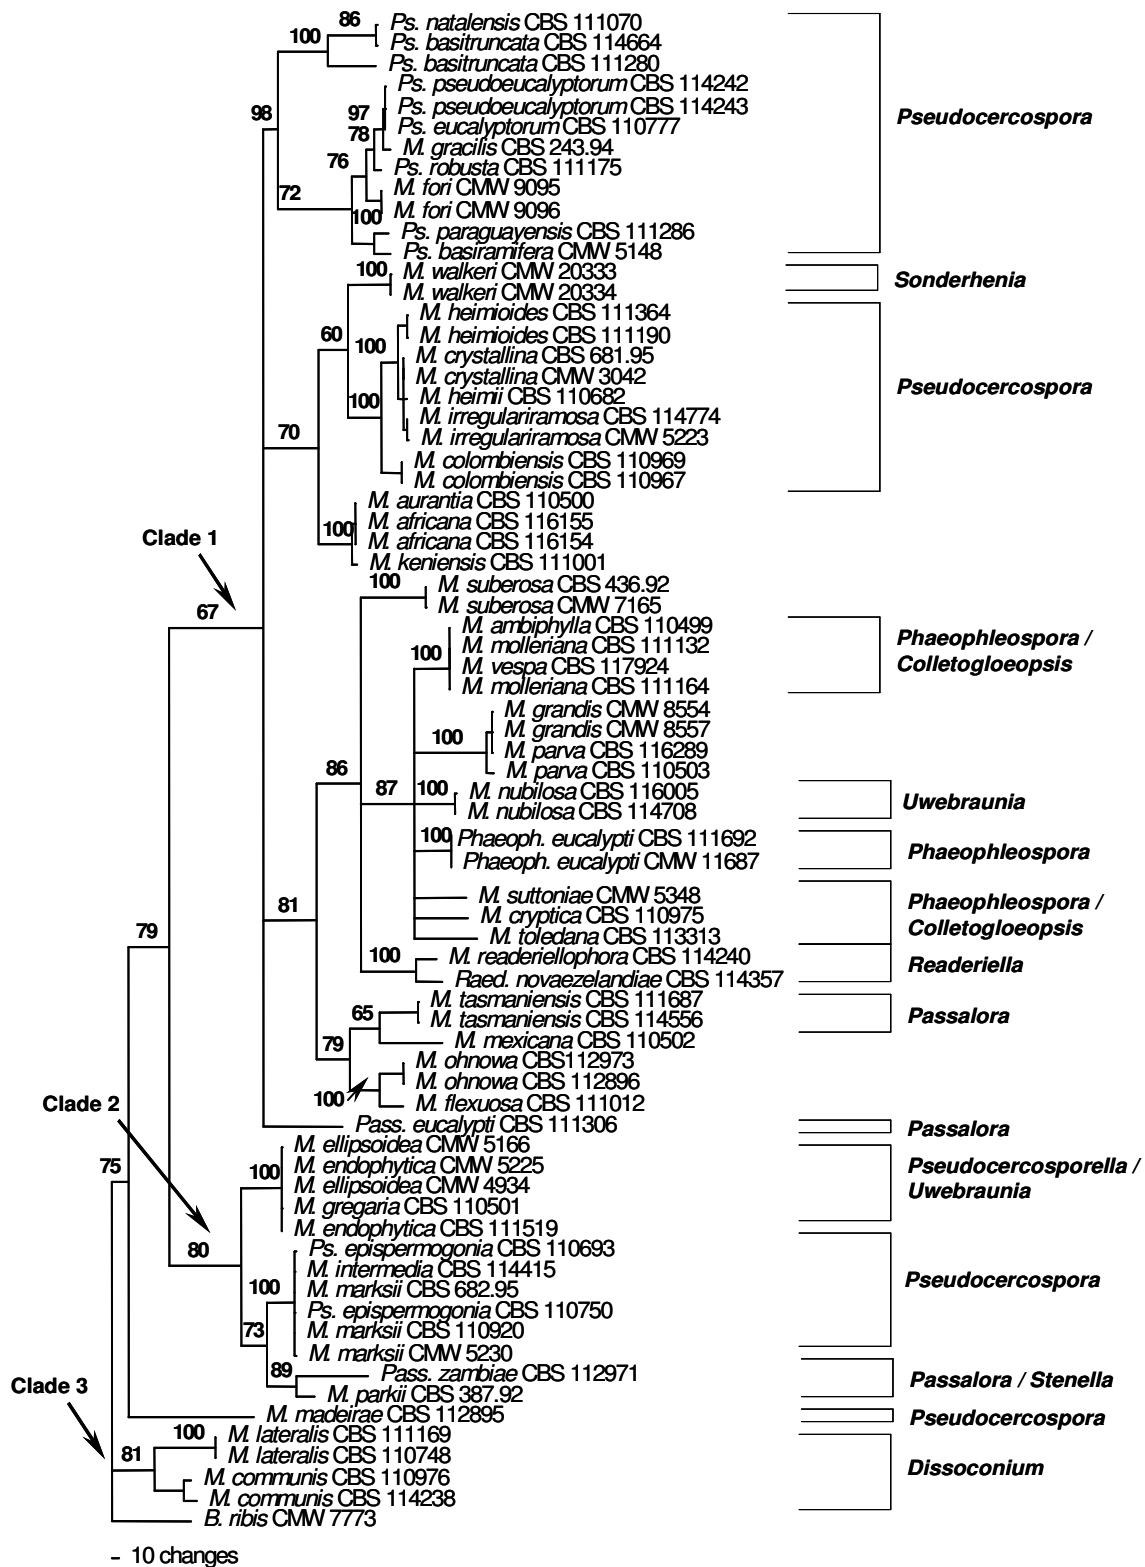 86
Ps. natalensis CBS 111070
100
Ps. basitruncata CBS 114664
Ps. basitruncata CBS 111280
Ps. pseudoeucalyptorum CBS 114242
98
97
Ps. pseudoeucalyptorum CBS 114243
Pseudocercospora
78
Ps. eucalyptorum CBS 110777
M. gracilis CBS 243.94
76
Ps. robusta CBS 111175
72
M. fori CMW 9095
100
M. fori CMW 9096
Ps. paraguayensis CBS 111286
Ps. basiramifera CMW 5148
100
M. walkeri CMW 20333
Sonderhenia
M. walkeri CMW 20334
M. heimioides CBS 111364
60
M. heimioides CBS 111190
100
M. crystallina CBS 681.95
M. crystallina CMW 3042
Pseudocercospora
100
M. heimii CBS 110682
M. irregulariramosa CBS 114774
70
M. irregulariramosa CMW 5223
M. colombiensis CBS 110969
M. colombiensis CBS 110967
M. aurantia CBS 110500
100
M. africana CBS 116155
Clade 1
M. africana CBS 116154
M. keniensis CBS 111001
100
M. suberosa CBS 436.92
67
M. suberosa CMW 7165
M. ambiphylla CBS 110499
M. molleriana CBS 111132
Phaeophleospora /
Colletogloeopsis
100
M. vespa CBS 117924
M. molleriana CBS 111164
M. grandis CMW 8554
M. grandis CMW 8557
100
M. parva CBS 116289
M. parva CBS 110503
86
87
100
M. nubilosa CBS 116005
Uwebraunia
M. nubilosa CBS 114708
100
Phaeoph. eucalypti CBS 111692
Phaeophleospora
Phaeoph. eucalypti CMW 11687
M. suttoniae CMW 5348
Phaeophleospora /
Colletogloeopsis
81
M. cryptica CBS 110975
M. toledana CBS 113313
79
100
M. readeriellophora CBS 114240
Readeriella
Raed. novaezelandiae CBS 114357
M. tasmaniensis CBS 111687
65
M. tasmaniensis CBS 114556
Passalora
79
M. mexicana CBS 110502
M. ohnowa CBS112973
M. ohnowa CBS 112896
100
M. flexuosa CBS 111012
Clade 2
Pass. eucalypti CBS 111306
Passalora
M. ellipsoidea CMW 5166
75
100
M. endophytica CMW 5225
Pseudocercosporella /
Uwebraunia
M. ellipsoidea CMW 4934
M. gregaria CBS 110501
M. endophytica CBS 111519
80
Ps. epispermogonia CBS 110693
M. intermedia CBS 114415
100
M. marksii CBS 682.95
Pseudocercospora
Ps. epispermogonia CBS 110750
73
M. marksii CBS 110920
M. marksii CMW 5230
89
Pass. zambiae CBS 112971
Passalora / Stenella
Clade 3
M. parkii CBS 387.92
M. madeirae CBS 112895
Pseudocercospora
100
M. lateralis CBS 111169
81
M. lateralis CBS 110748
Dissoconium
M. communis CBS 110976
M. communis CBS 114238
B. ribis CMW 7773
10 changes